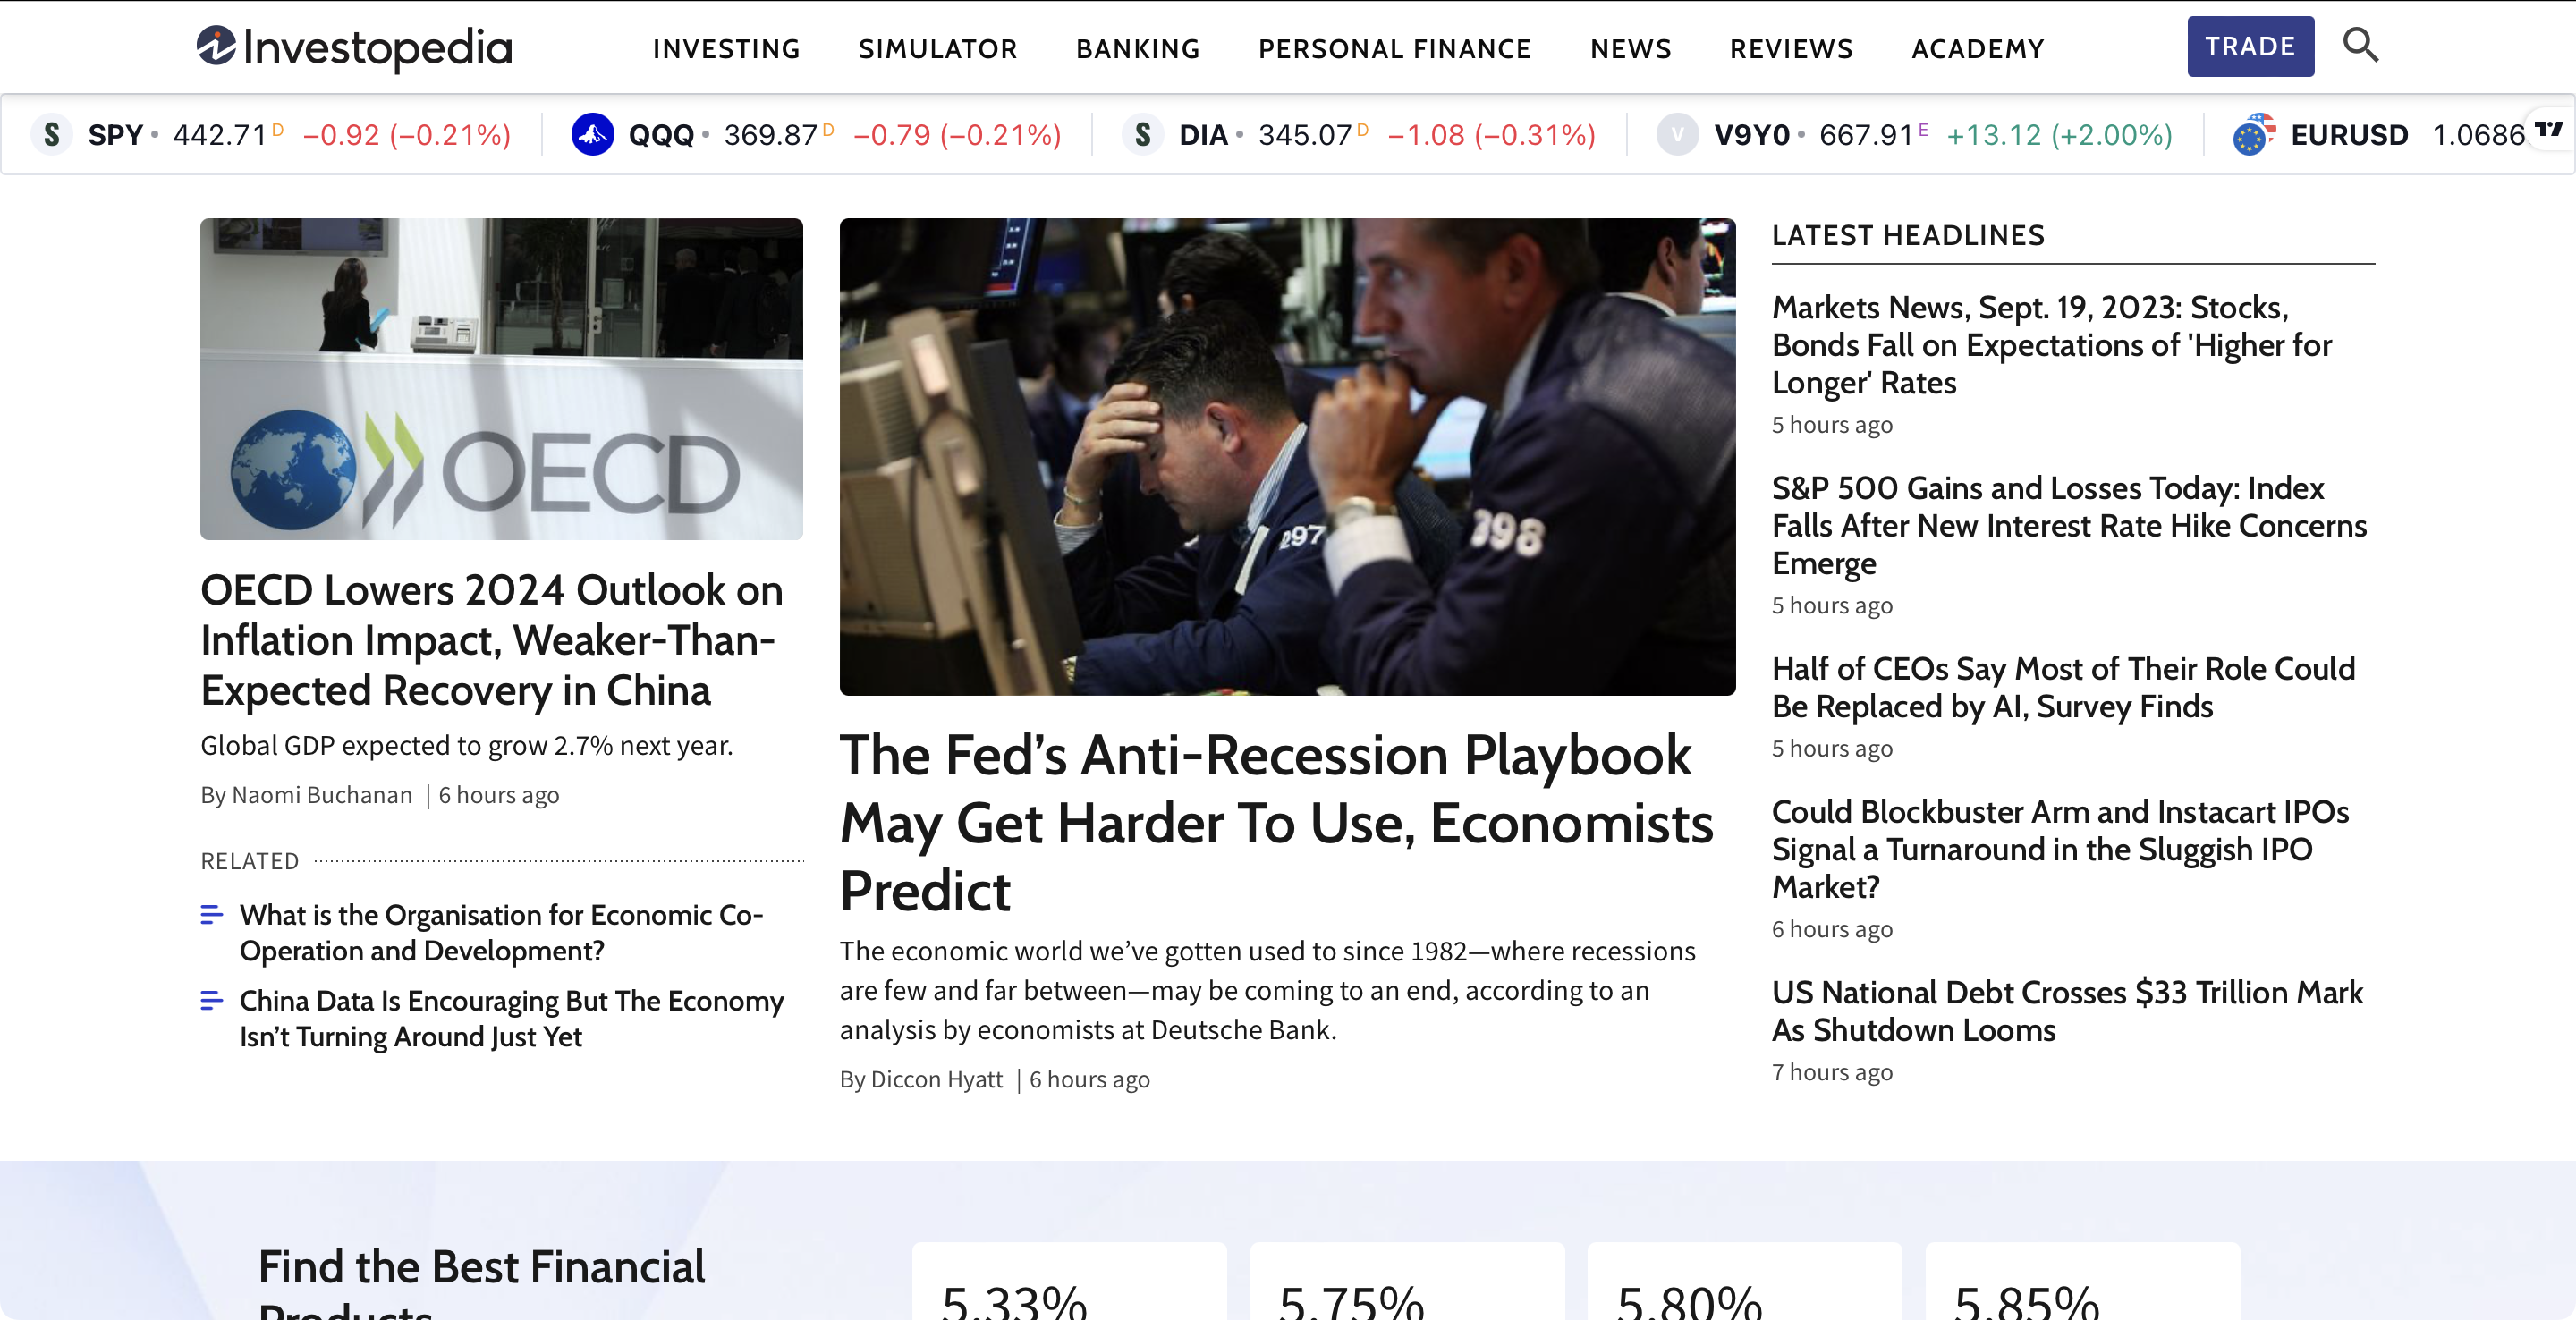 Investopedia
INVESTING SIMULATOR BANKING PERSONAL FINANCE NEWS REVIEWS ACADEMY TRADE
S SPY 442.71 D −0.92 (−0.21%) QQQ 369.87 D −0.79 (−0.21%) S DIA 345.07 D −1.08 (−0.31%) V V9Y0 667.91 E +13.12 (+2.00%) EURUSD 1.0686
OECD
OECD Lowers 2024 Outlook on
Inflation Impact, Weaker-Than-
Expected Recovery in China
Global GDP expected to grow 2.7% next year.
By Naomi Buchanan | 6 hours ago
RELATED
What is the Organisation for Economic Co-
Operation and Development?
China Data Is Encouraging But The Economy
Isn’t Turning Around Just Yet
297
398
The Fed’s Anti-Recession Playbook
May Get Harder To Use, Economists
Predict
The economic world we’ve gotten used to since 1982—where recessions
are few and far between—may be coming to an end, according to an
analysis by economists at Deutsche Bank.
By Diccon Hyatt | 6 hours ago
LATEST HEADLINES
Markets News, Sept. 19, 2023: Stocks,
Bonds Fall on Expectations of 'Higher for
Longer' Rates
5 hours ago
S&P 500 Gains and Losses Today: Index
Falls After New Interest Rate Hike Concerns
Emerge
5 hours ago
Half of CEOs Say Most of Their Role Could
Be Replaced by AI, Survey Finds
5 hours ago
Could Blockbuster Arm and Instacart IPOs
Signal a Turnaround in the Sluggish IPO
Market?
6 hours ago
US National Debt Crosses $33 Trillion Mark
As Shutdown Looms
7 hours ago
Find the Best Financial
Products
5.33% 5.75% 5.80% 5.85%